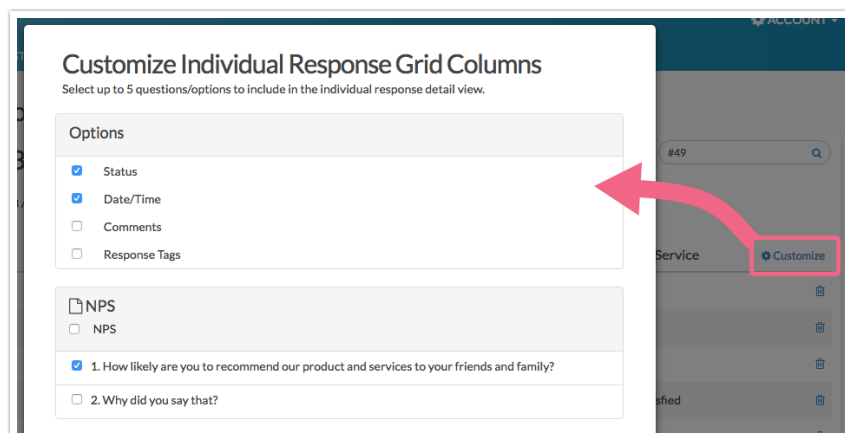 ACCOUNT
Customize Individual Response Grid Columns
Select up to 5 questions/options to include in the individual response detail view.
Options
#49
Status
Date/Time
Comments
Response Tags
Service
Customize
NPS
NPS
1. How likely are you to recommend our product and services to your friends and family?
2. Why did you say that?
sfied